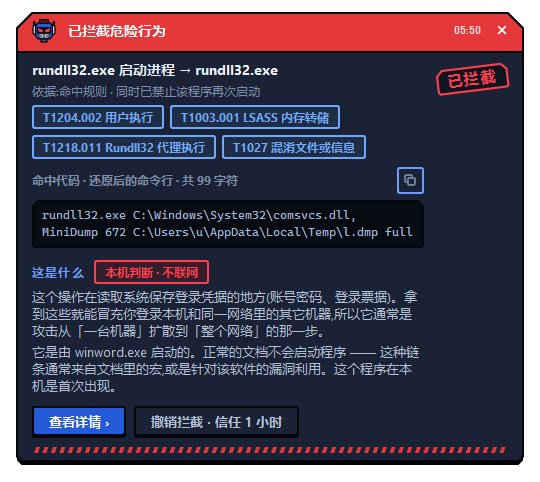 已拦截危险行为 05:50 ×
rundll32.exe 启动进程 → rundll32.exe
已拦截
依据:命中规则 · 同时已禁止该程序再次启动
T1204.002 用户执行 T1003.001 LSASS 内存转储
T1218.011 Rundll32 代理执行 T1027 混淆文件或信息
命中代码 · 还原后的命令行 · 共 99 字符
rundll32.exe C:\Windows\System32\comsvcs.dll,
MiniDump 672 C:\Users\u\AppData\Local\Temp\l.dmp full
这是什么 本机判断 · 不联网
这个操作在读取系统保存登录凭据的地方(账号密码、登录票据)。拿
到这些就能冒充你登录本机和同一网络里的其它机器,所以它通常是
攻击从「一台机器」扩散到「整个网络」的那一步。
它是由 winword.exe 启动的。正常的文档不会启动程序 —— 这种链
条通常来自文档里的宏,或是针对该软件的漏洞利用。这个程序在本
机是首次出现。
查看详情 › 撤销拦截 · 信任 1 小时